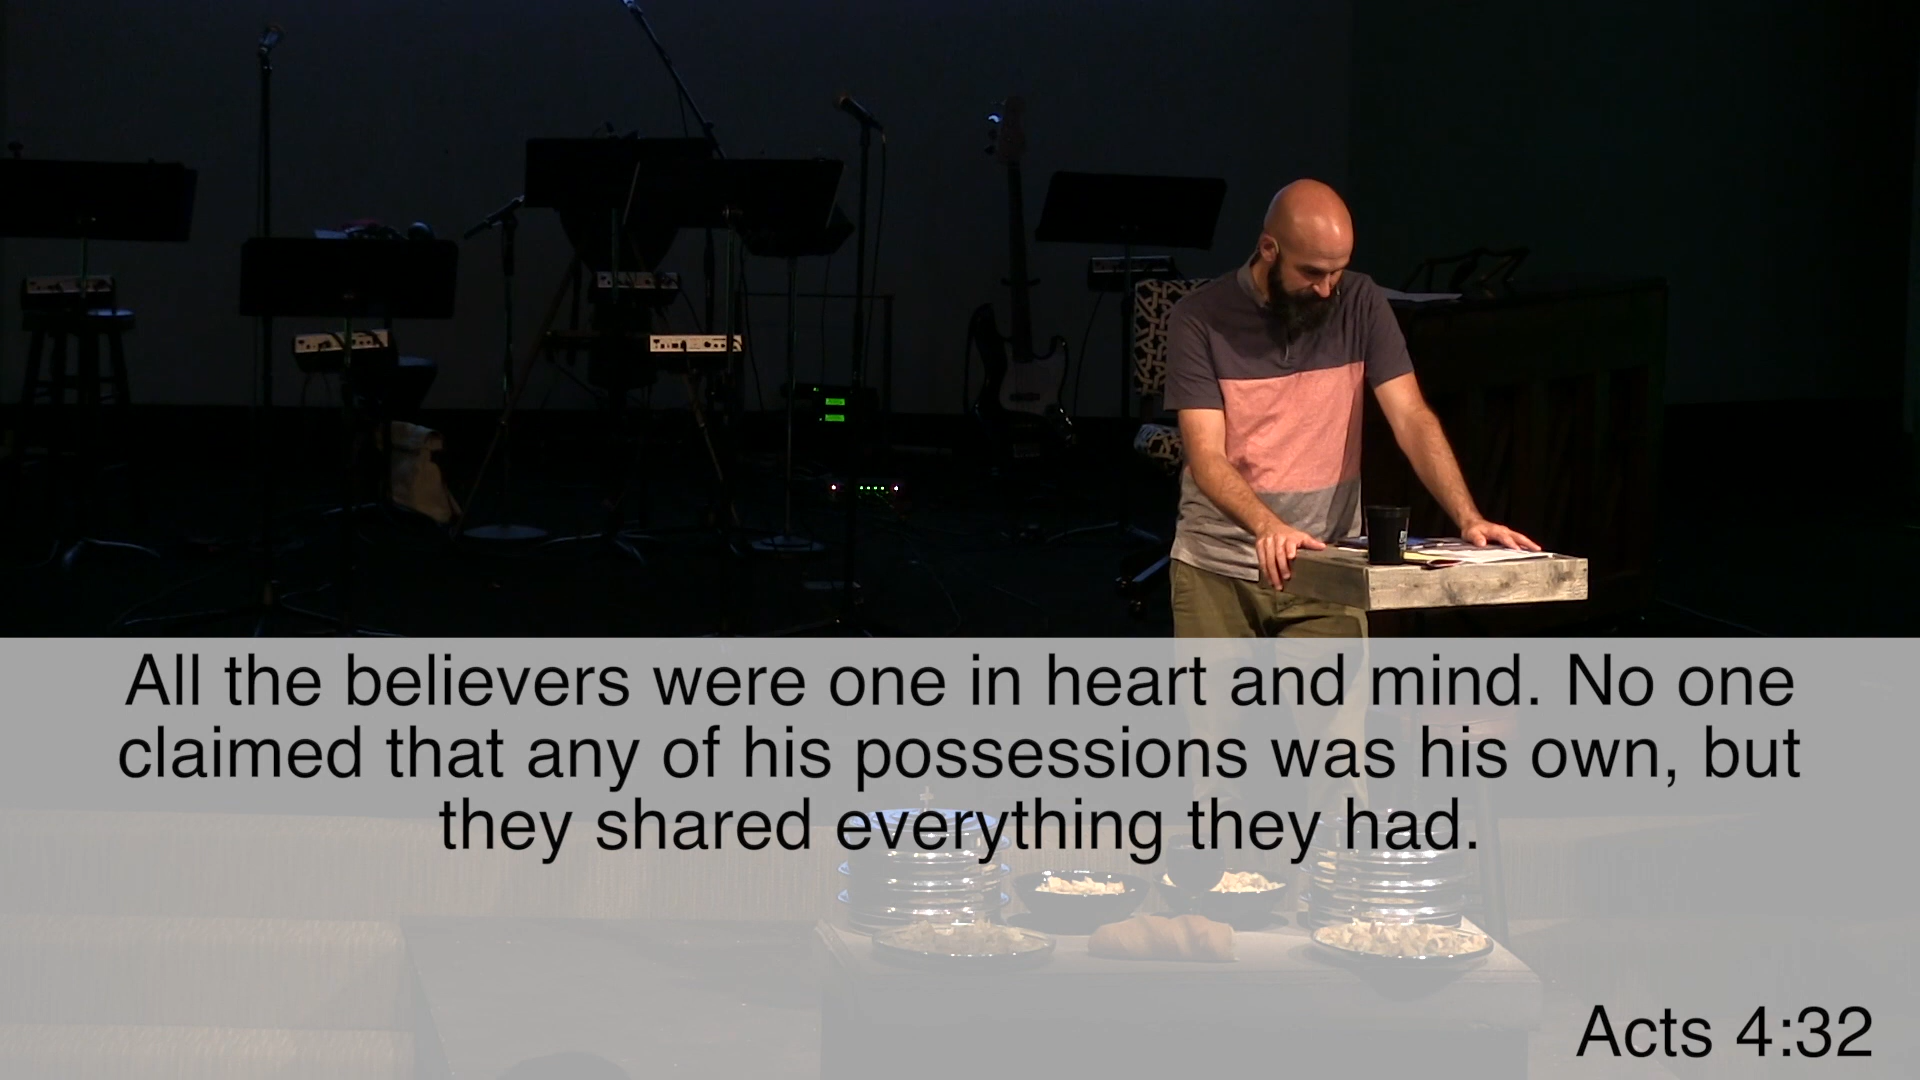 All the believers were one in heart and mind. No one
claimed that any of his possessions was his own, but
they shared everything they had.
Acts 4:32